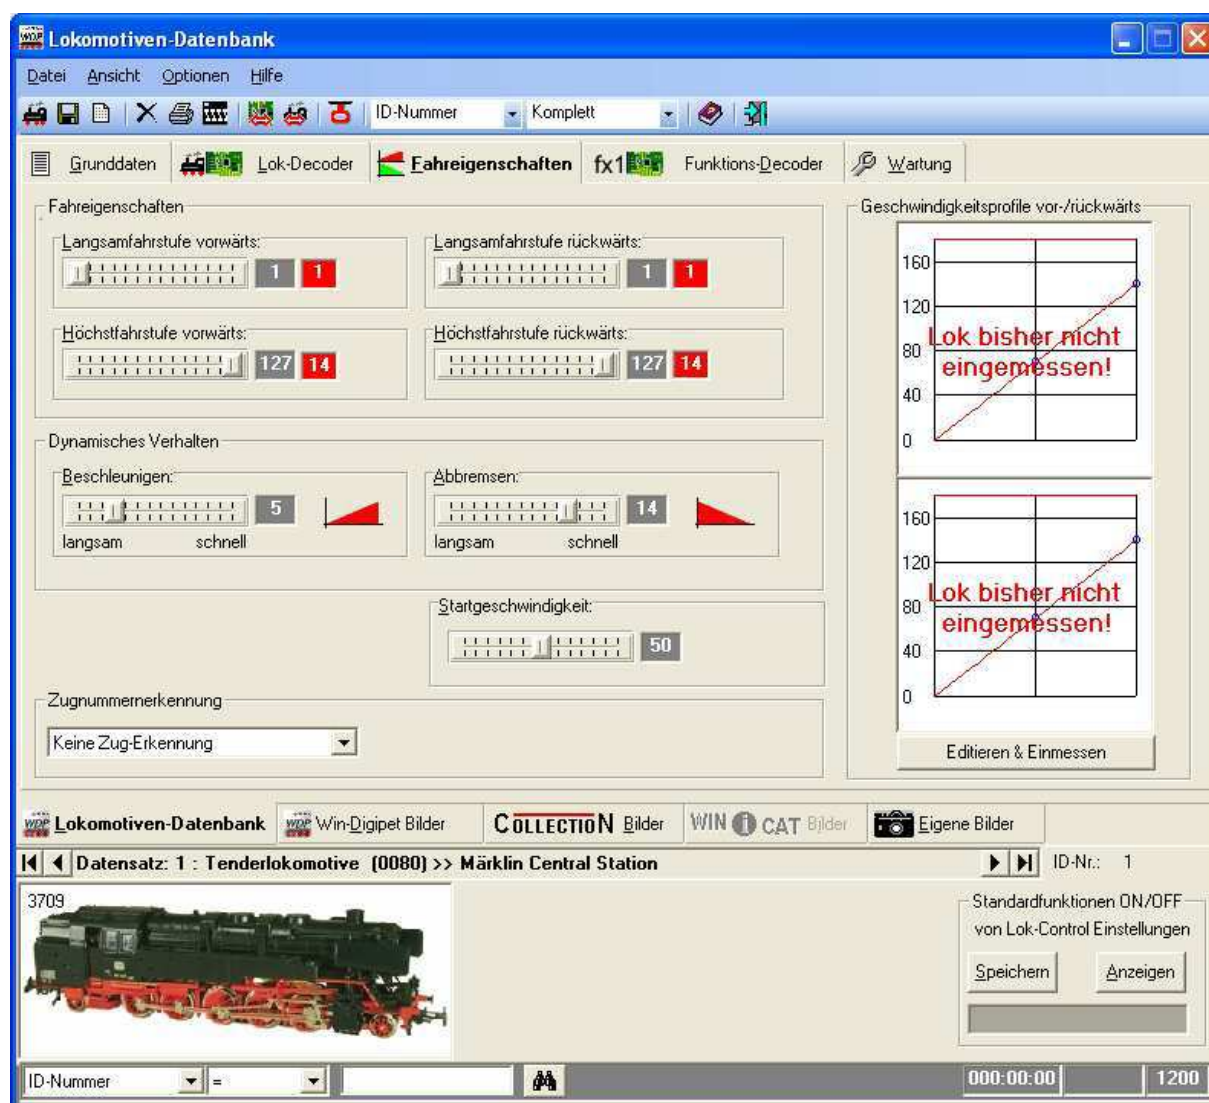 WDP Lokomotiven-Datenbank
Datei Ansicht Optionen Hilfe
ID-Nummer Komplett
Grunddaten Lok-Decoder Fahreigenschaften fx1 Funktions-Decoder Wartung
Fahreigenschaften
Langsamfahrstufe vorwärts:
1 1
Langsamfahrstufe rückwärts:
1 1
Höchstfahrstufe vorwärts:
127 14
Höchstfahrstufe rückwärts:
127 14
Dynamisches Verhalten
Beschleunigen:
5
langsam schnell
Abbremsen:
14
langsam schnell
Startgeschwindigkeit:
50
Zugnummernerkennung
Keine Zug-Erkennung
Geschwindigkeitsprofile vor-/rückwärts
160
120
80
40
0
Lok bisher nicht
eingemessen!
160
120
80
40
0
Lok bisher nicht
eingemessen!
Editieren & Einmessen
WDP Lokomotiven-Datenbank WDP Win-Digipet Bilder COLLECTION Bilder WIN CAT Bilder Eigene Bilder
Datensatz: 1 : Tenderlokomotive (0080) >> Märklin Central Station ID-Nr.: 1
3709
Standardfunktionen ON/OFF
von Lok-Control Einstellungen
Speichern Anzeigen
ID-Nummer = 000:00:00 1200